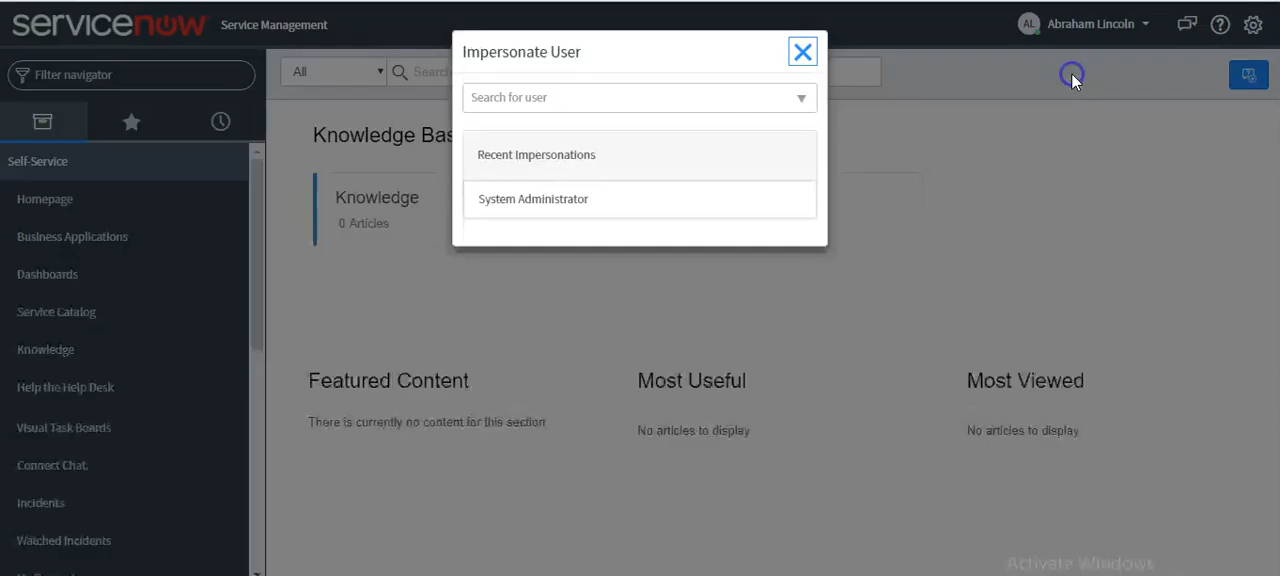 servicenow Service Management
AL Abraham Lincoln
Impersonate User
Filter navigator
All
Search
Search for user
Knowledge Bas
Recent Impersonations
Self-Service
Knowledge
System Administrator
Homepage
0 Articles
Business Applications
Dashboards
Service Catalog
Knowledge
Featured Content
Most Useful
Most Viewed
Help the Help Desk
There is currently no content for this section
No articles to display
No articles to display
Visual Task Boards
Connect Chat
Incidents
Watched Incidents
Activate Windows